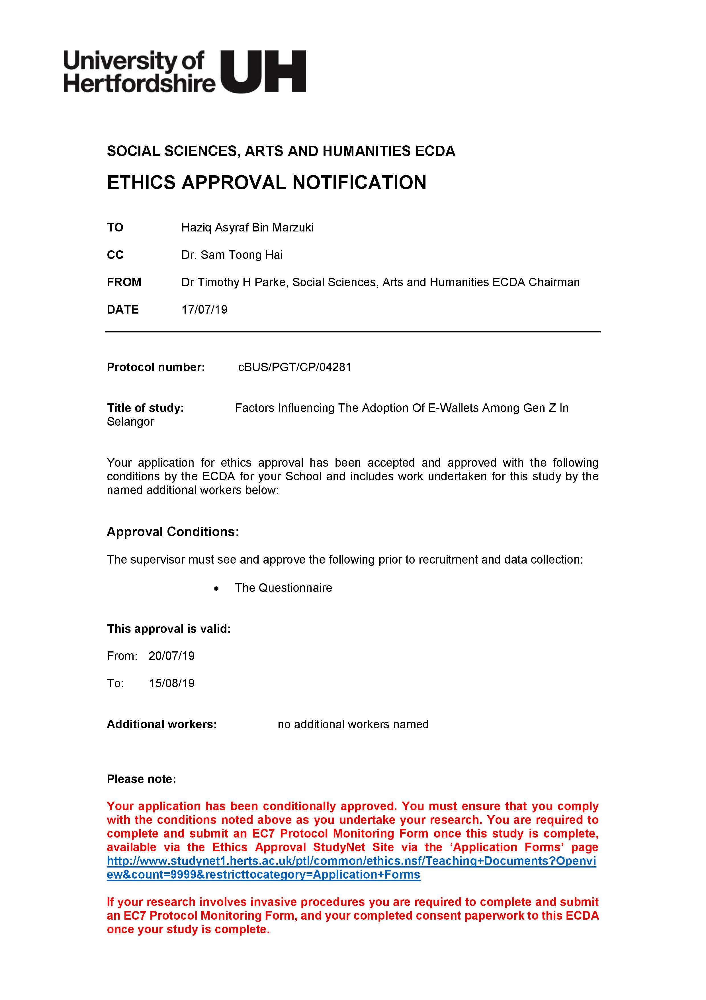 University of
Hertfordshire UH
SOCIAL SCIENCES, ARTS AND HUMANITIES ECDA
ETHICS APPROVAL NOTIFICATION
TO Haziq Asyraf Bin Marzuki
CC Dr. Sam Toong Hai
FROM Dr Timothy H Parke, Social Sciences, Arts and Humanities ECDA Chairman
DATE 17/07/19
Protocol number: cBUS/PGT/CP/04281
Title of study: Factors Influencing The Adoption Of E-Wallets Among Gen Z In
Selangor
Your application for ethics approval has been accepted and approved with the following
conditions by the ECDA for your School and includes work undertaken for this study by the
named additional workers below:
Approval Conditions:
The supervisor must see and approve the following prior to recruitment and data collection:
• The Questionnaire
This approval is valid:
From: 20/07/19
To: 15/08/19
Additional workers: no additional workers named
Please note:
Your application has been conditionally approved. You must ensure that you comply
with the conditions noted above as you undertake your research. You are required to
complete and submit an EC7 Protocol Monitoring Form once this study is complete,
available via the Ethics Approval StudyNet Site via the ‘Application Forms’ page
http://www.studynet1.herts.ac.uk/ptl/common/ethics.nsf/Teaching+Documents?Openvi
ew&count=9999&restricttocategory=Application+Forms
If your research involves invasive procedures you are required to complete and submit
an EC7 Protocol Monitoring Form, and your completed consent paperwork to this ECDA
once your study is complete.